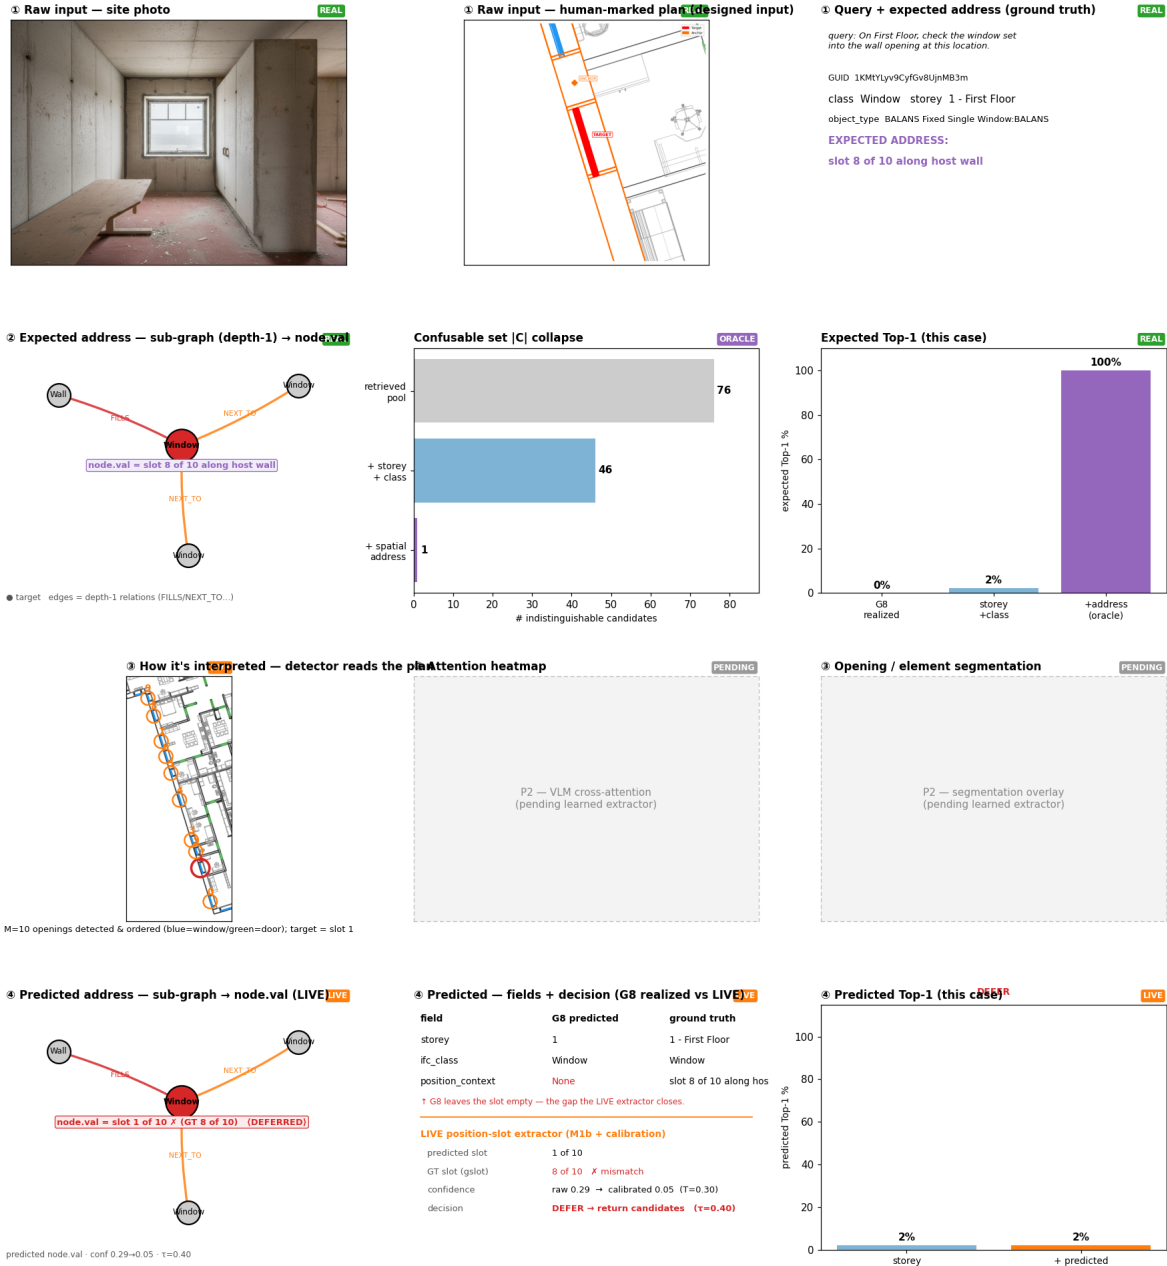 ① Raw input — site photo
REAL
① Raw input — human-marked plan (designed input)
TARGET
① Query + expected address (ground truth)
REAL
query: On First Floor, check the window set
into the wall opening at this location.
GUID 1KMtYLyv9CyfGv8UjnMB3m
class Window storey 1 - First Floor
object_type BALANS Fixed Single Window:BALANS
EXPECTED ADDRESS:
slot 8 of 10 along host wall
② Expected address — sub-graph (depth-1) → node.val
Wall
Window
FILLS
NEXT_TO
Window
node.val = slot 8 of 10 along host wall
NEXT_TO
Window
● target edges = depth-1 relations (FILLS/NEXT_TO...)
Confusable set |C| collapse
ORACLE
retrieved
pool
76
+ storey
+ class
46
+ spatial
address
1
0 10 20 30 40 50 60 70 80
# indistinguishable candidates
Expected Top-1 (this case)
REAL
expected Top-1 %
100
80
60
40
20
0
0%
2%
100%
G8
realized
storey
+class
+address
(oracle)
③ How it's interpreted — detector reads the plan
M=10 openings detected & ordered (blue=window/green=door); target = slot 1
Attention heatmap
PENDING
P2 — VLM cross-attention
(pending learned extractor)
③ Opening / element segmentation
PENDING
P2 — segmentation overlay
(pending learned extractor)
④ Predicted address — sub-graph → node.val (LIVE)
LIVE
Wall
Window
FILLS
NEXT_TO
Window
node.val = slot 1 of 10 ✗ (GT 8 of 10) (DEFERRED)
NEXT_TO
Window
predicted node.val · conf 0.29→0.05 · τ=0.40
④ Predicted — fields + decision (G8 realized vs LIVE)
field G8 predicted ground truth
storey 1 1 - First Floor
ifc_class Window Window
position_context None slot 8 of 10 along hos
↑ G8 leaves the slot empty — the gap the LIVE extractor closes.
LIVE position-slot extractor (M1b + calibration)
predicted slot 1 of 10
GT slot (gslot) 8 of 10 ✗ mismatch
confidence raw 0.29 → calibrated 0.05 (T=0.30)
decision DEFER → return candidates (τ=0.40)
④ Predicted Top-1 (this case)
DEFER
LIVE
predicted Top-1 %
100
80
60
40
20
0
2%
2%
storey
+ predicted